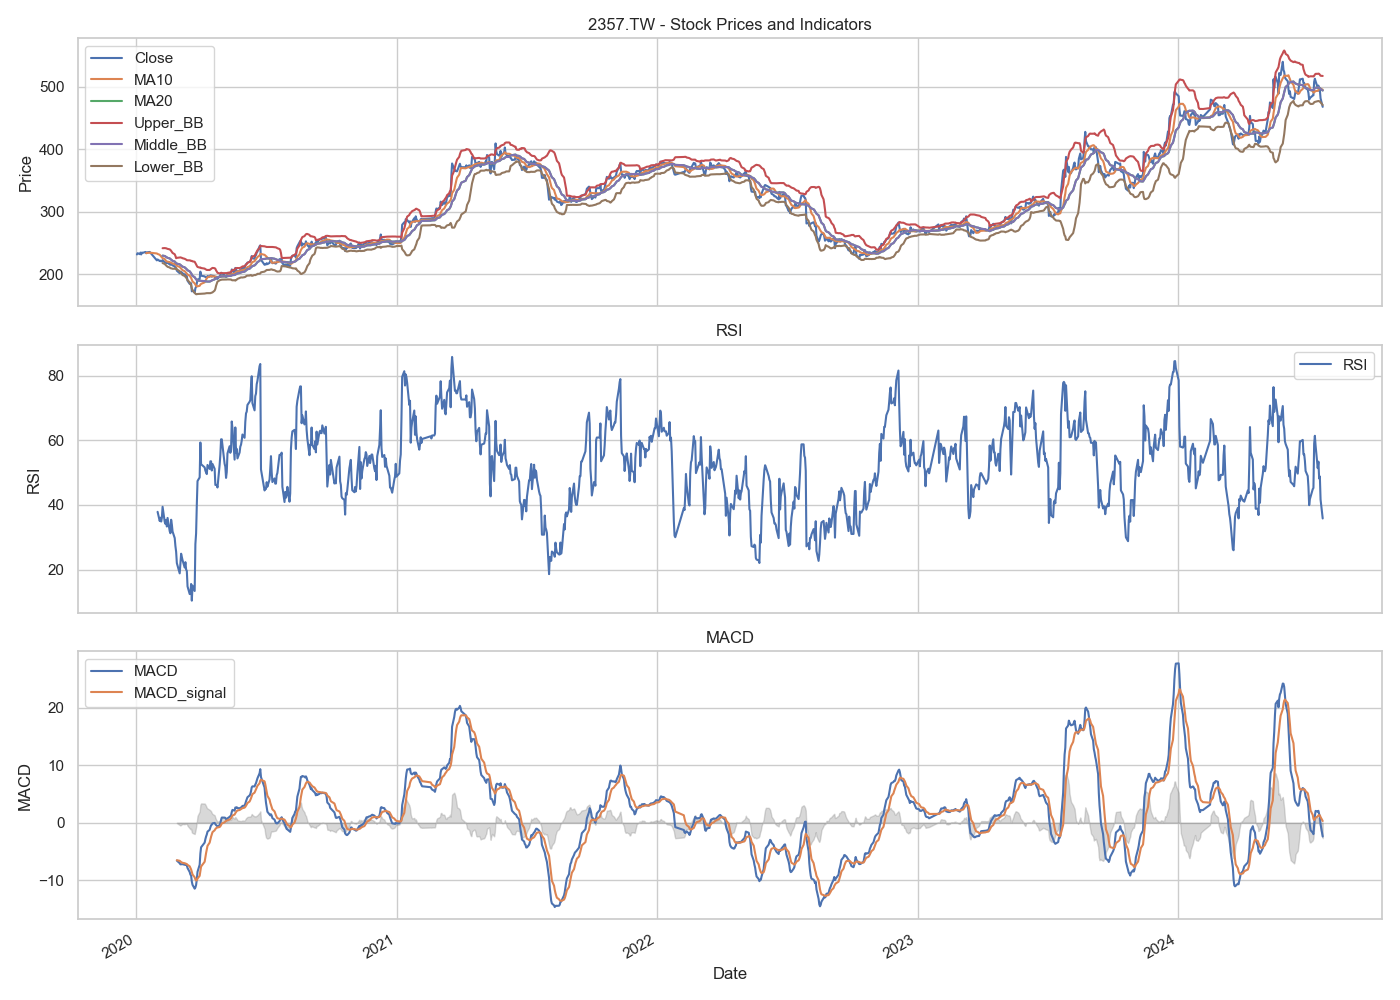 2357.TW - Stock Prices and Indicators
Close
MA10
MA20
Upper_BB
Middle_BB
Lower_BB
500
400
300
200
Price
RSI
RSI
80
60
40
20
RSI
MACD
MACD
MACD_signal
20
10
0
−10
MACD
2020
2021
2022
2023
2024
Date